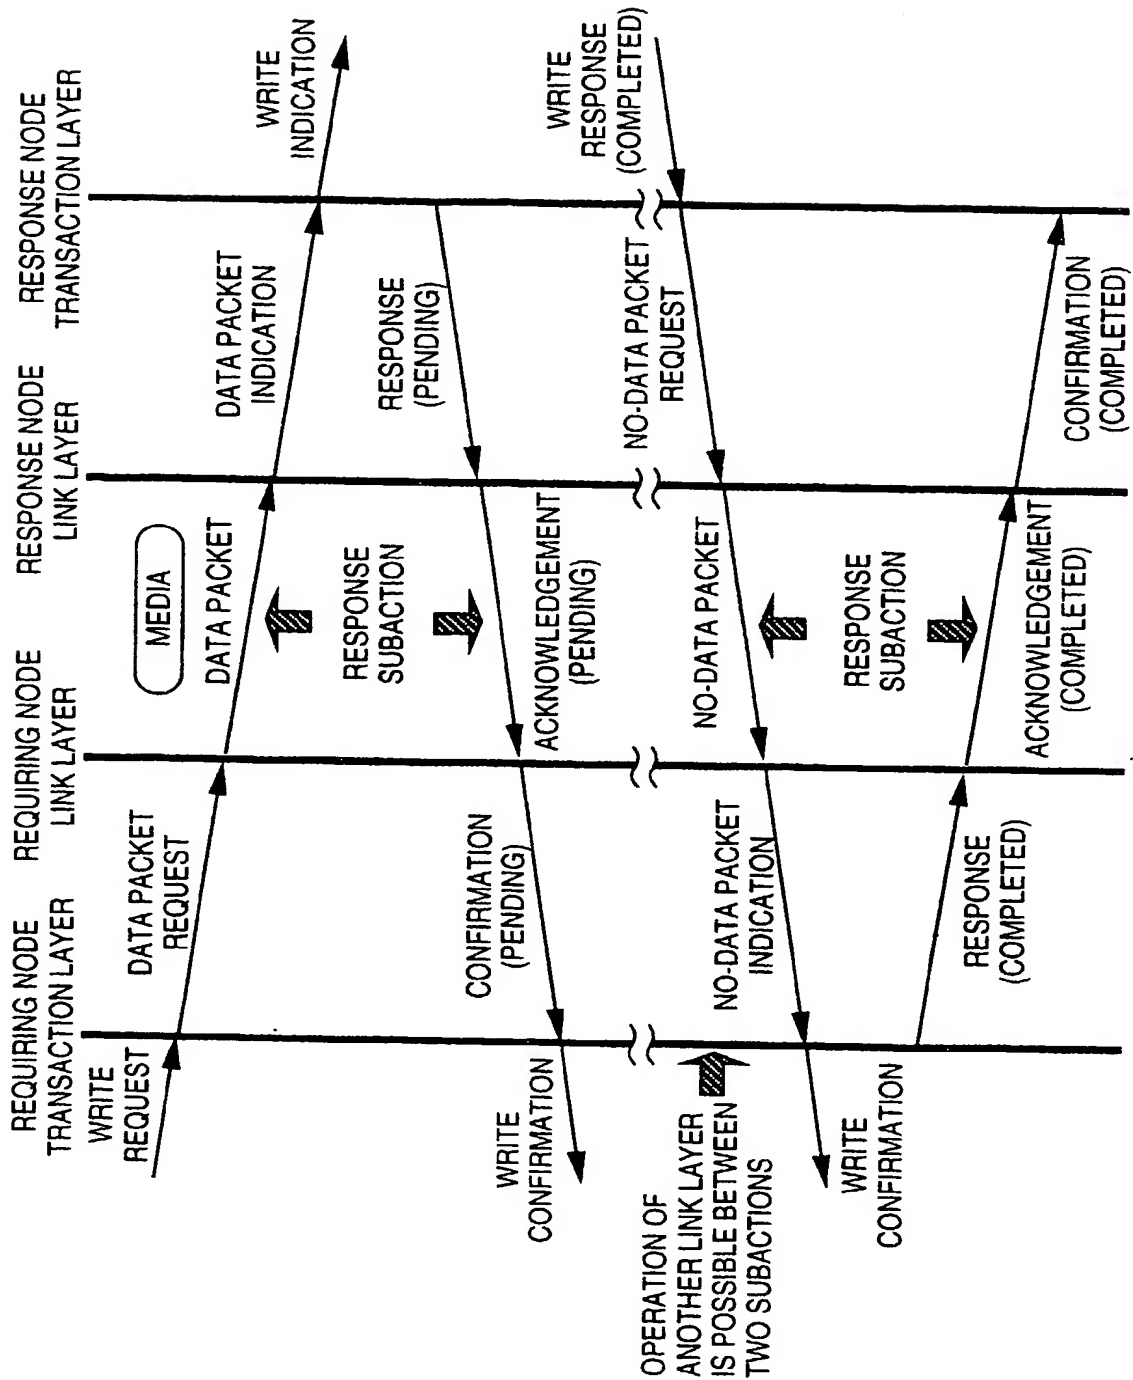 REQUIRING NODE
TRANSACTION LAYER
REQUIRING NODE
LINK LAYER
RESPONSE NODE
LINK LAYER
RESPONSE NODE
TRANSACTION LAYER
WRITE
REQUEST
DATA PACKET
REQUEST
MEDIA
DATA PACKET
DATA PACKET
INDICATION
WRITE
INDICATION
RESPONSE
SUBACTION
RESPONSE
(PENDING)
ACKNOWLEDGEMENT
(PENDING)
CONFIRMATION
(PENDING)
WRITE
CONFIRMATION
OPERATION OF
ANOTHER LINK LAYER
IS POSSIBLE BETWEEN
TWO SUBACTIONS
WRITE
RESPONSE
(COMPLETED)
NO-DATA PACKET
REQUEST
NO-DATA PACKET
NO-DATA PACKET
INDICATION
WRITE
CONFIRMATION
RESPONSE
SUBACTION
RESPONSE
(COMPLETED)
ACKNOWLEDGEMENT
(COMPLETED)
CONFIRMATION
(COMPLETED)